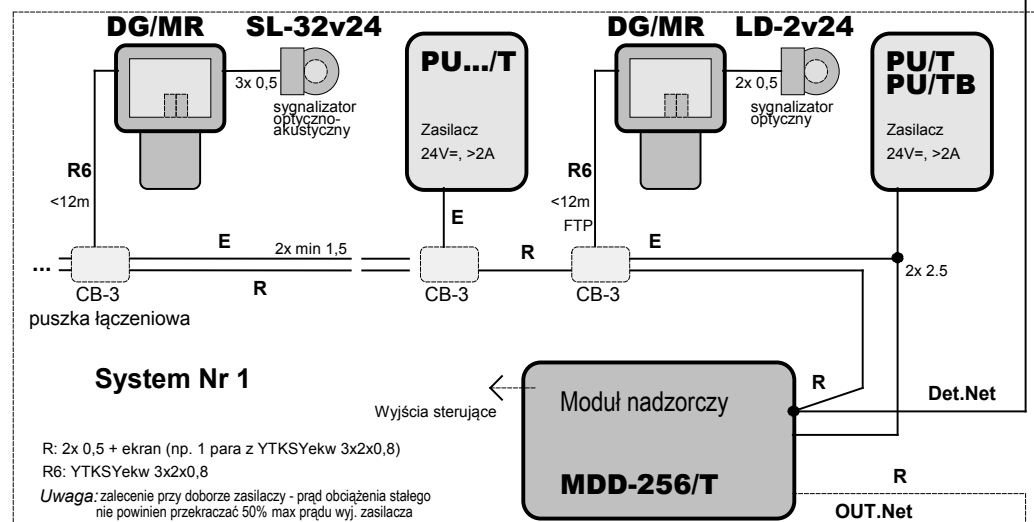 DG/MR SL-32v24 DG/MR LD-2v24
PU.../T
PU/T
PU/TB
3x 0,5
sygnalizator
optyczno-
akustyczny
2x 0,5
sygnalizator
optyczny
Zasilacz
24V=, >2A
Zasilacz
24V=, >2A
R6
<12m
R6
<12m
FTP
E
E
2x min 1,5
R
E
R
2x 2.5
...
CB-3
CB-3
CB-3
puszka łączeniowa
System Nr 1
Wyjścia sterujące
Moduł nadzorczy
MDD-256/T
R
Det.Net
R: 2x 0,5 + ekran (np. 1 para z YTKSYekw 3x2x0,8)
R6: YTKSYekw 3x2x0,8
Uwaga: zalecenie przy doborze zasilaczy - prąd obciążenia stałego
nie powinien przekraczać 50% max prądu wyj. zasilacza
R
OUT.Net